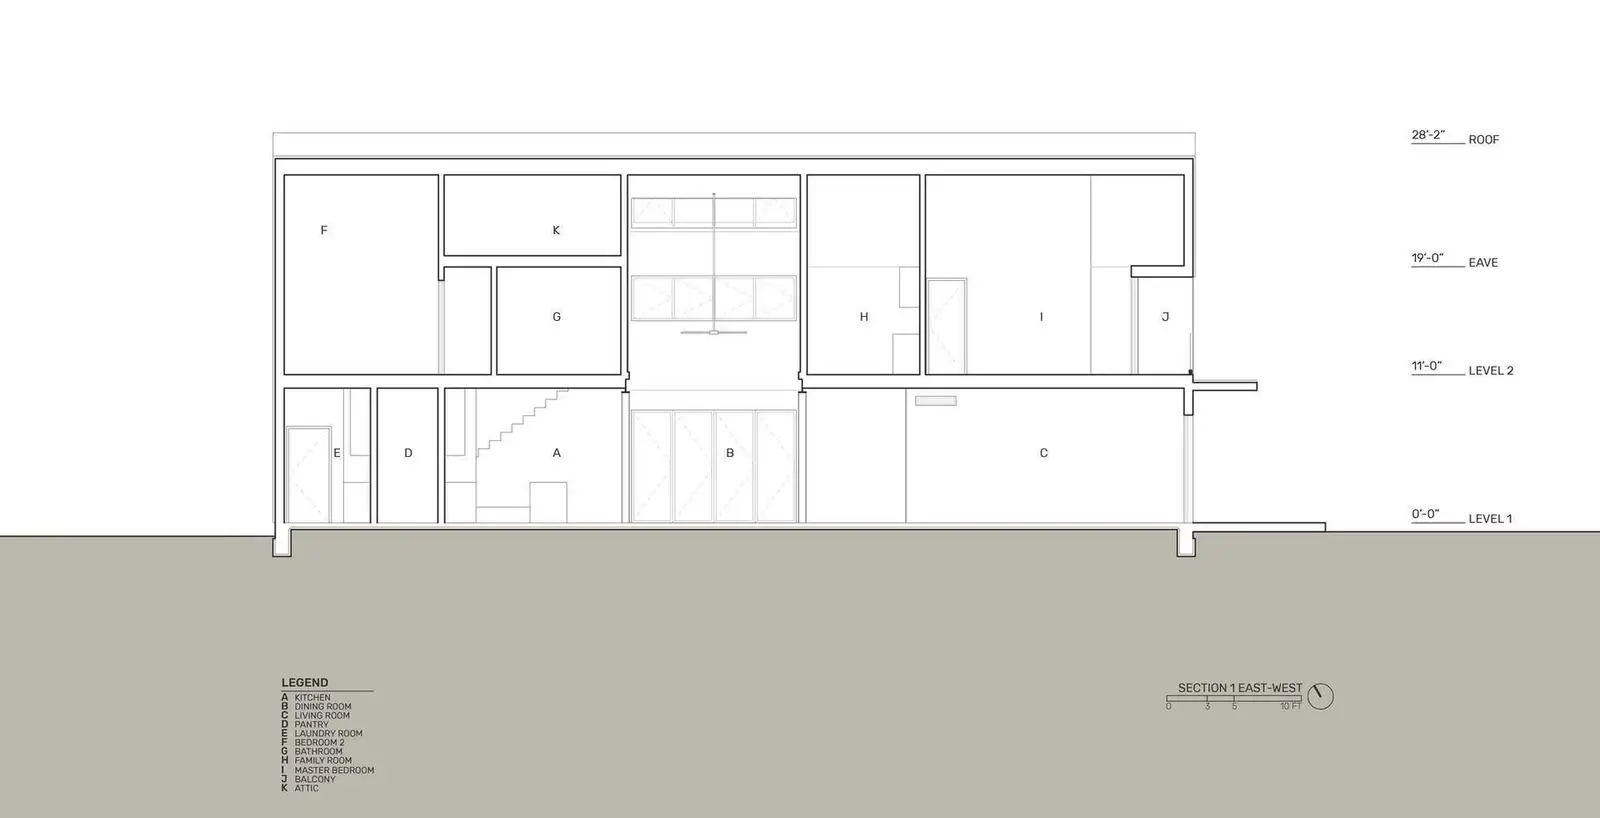 28'-2" ROOF
F
K
19'-0" EAVE
G
H
I
J
11'-0" LEVEL 2
E
D
A
B
C
0'-0" LEVEL 1
LEGEND
A KITCHEN
B DINING ROOM
C LIVING ROOM
D PANTRY
E LAUNDRY ROOM
F BEDROOM 2
G BATHROOM
H FAMILY ROOM
I MASTER BEDROOM
J BALCONY
K ATTIC
SECTION 1 EAST-WEST
0 3 5 10 FT